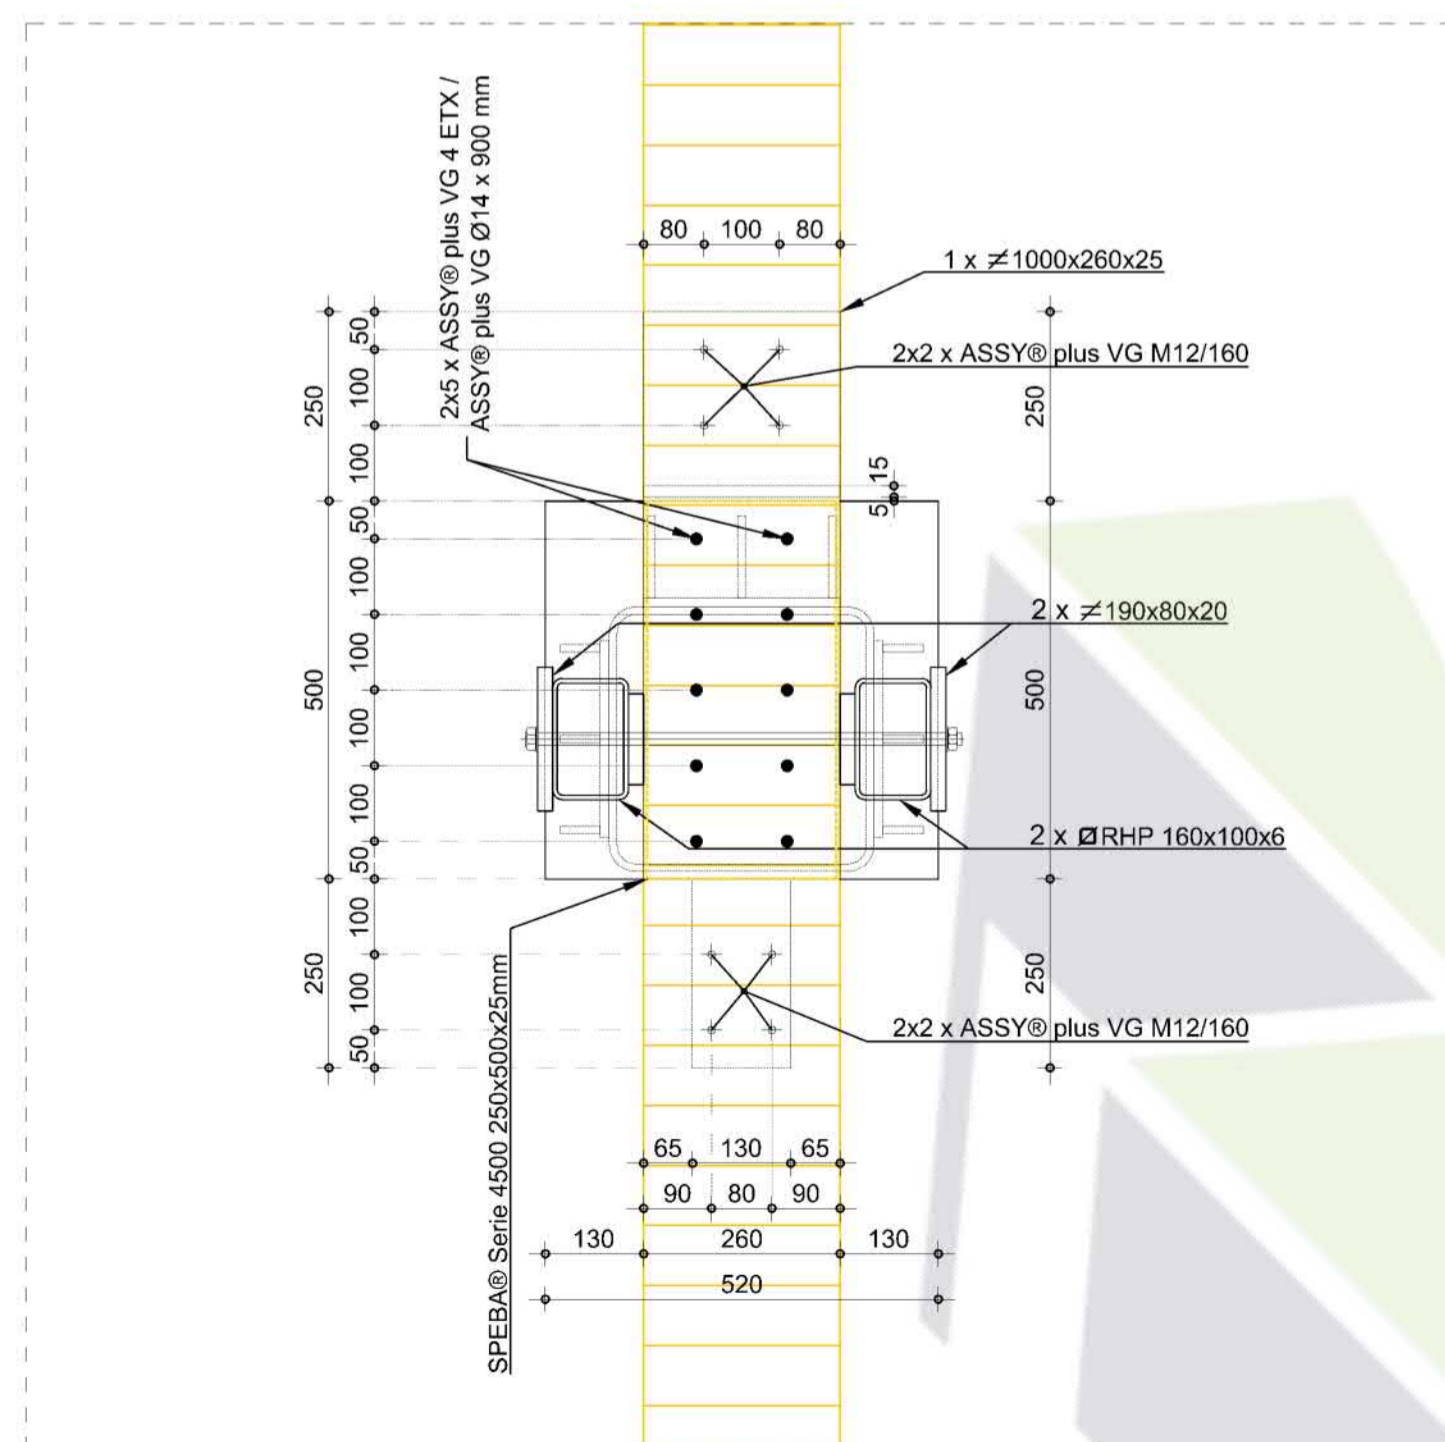 2x5 x ASSY® plus VG 4 ETX /
ASSY® plus VG Ø14 x 900 mm
80 100 80
1 x ≠1000x260x25
2x2 x ASSY® plus VG M12/160
250
50
100
100
250
15
5
500
50
100
100
100
100
50
2 x ≠190x80x20
500
2 x ØRHP 160x100x6
250
100
100
50
250
2x2 x ASSY® plus VG M12/160
SPEBA® Serie 4500 250x500x25mm
65 130 65
90 80 90
130 260 130
520